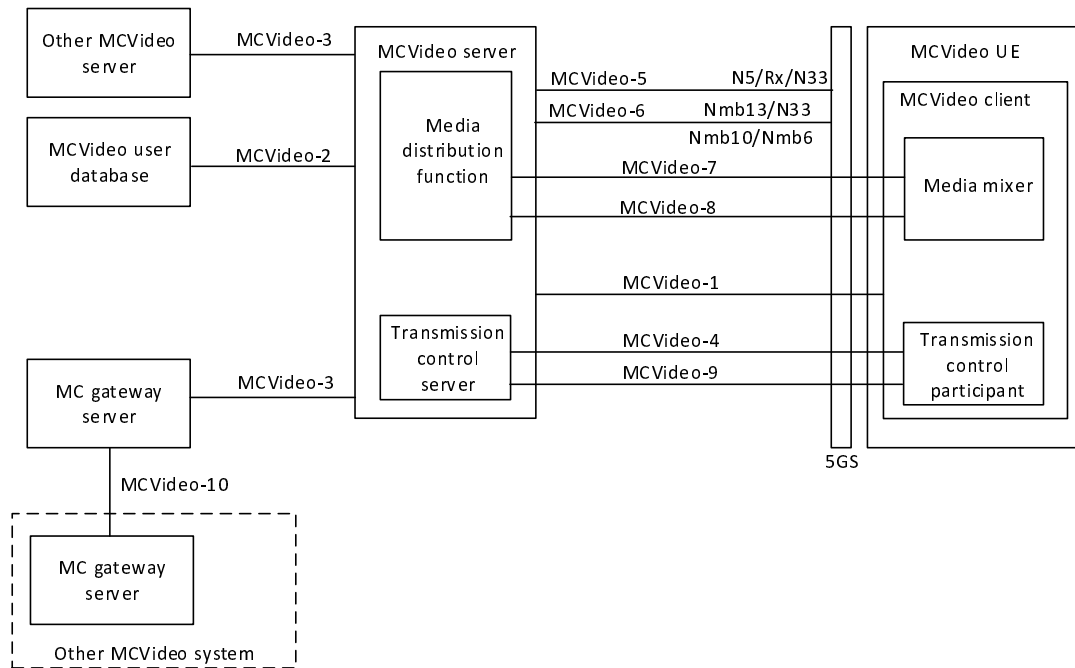 Other MCVideo
server
MCVideo-3
MCVideo server
MCVideo UE
MCVideo-5
N5/Rx/N33
MCVideo client
MCVideo-6
Nmb13/N33
Nmb10/Nmb6
Media
distribution
function
MCVideo user
database
MCVideo-2
MCVideo-7
Media mixer
MCVideo-8
MCVideo-1
Transmission
control
server
MCVideo-4
Transmission
control
participant
MCVideo-9
MC gateway
server
MCVideo-3
5GS
MCVideo-10
MC gateway
server
Other MCVideo system